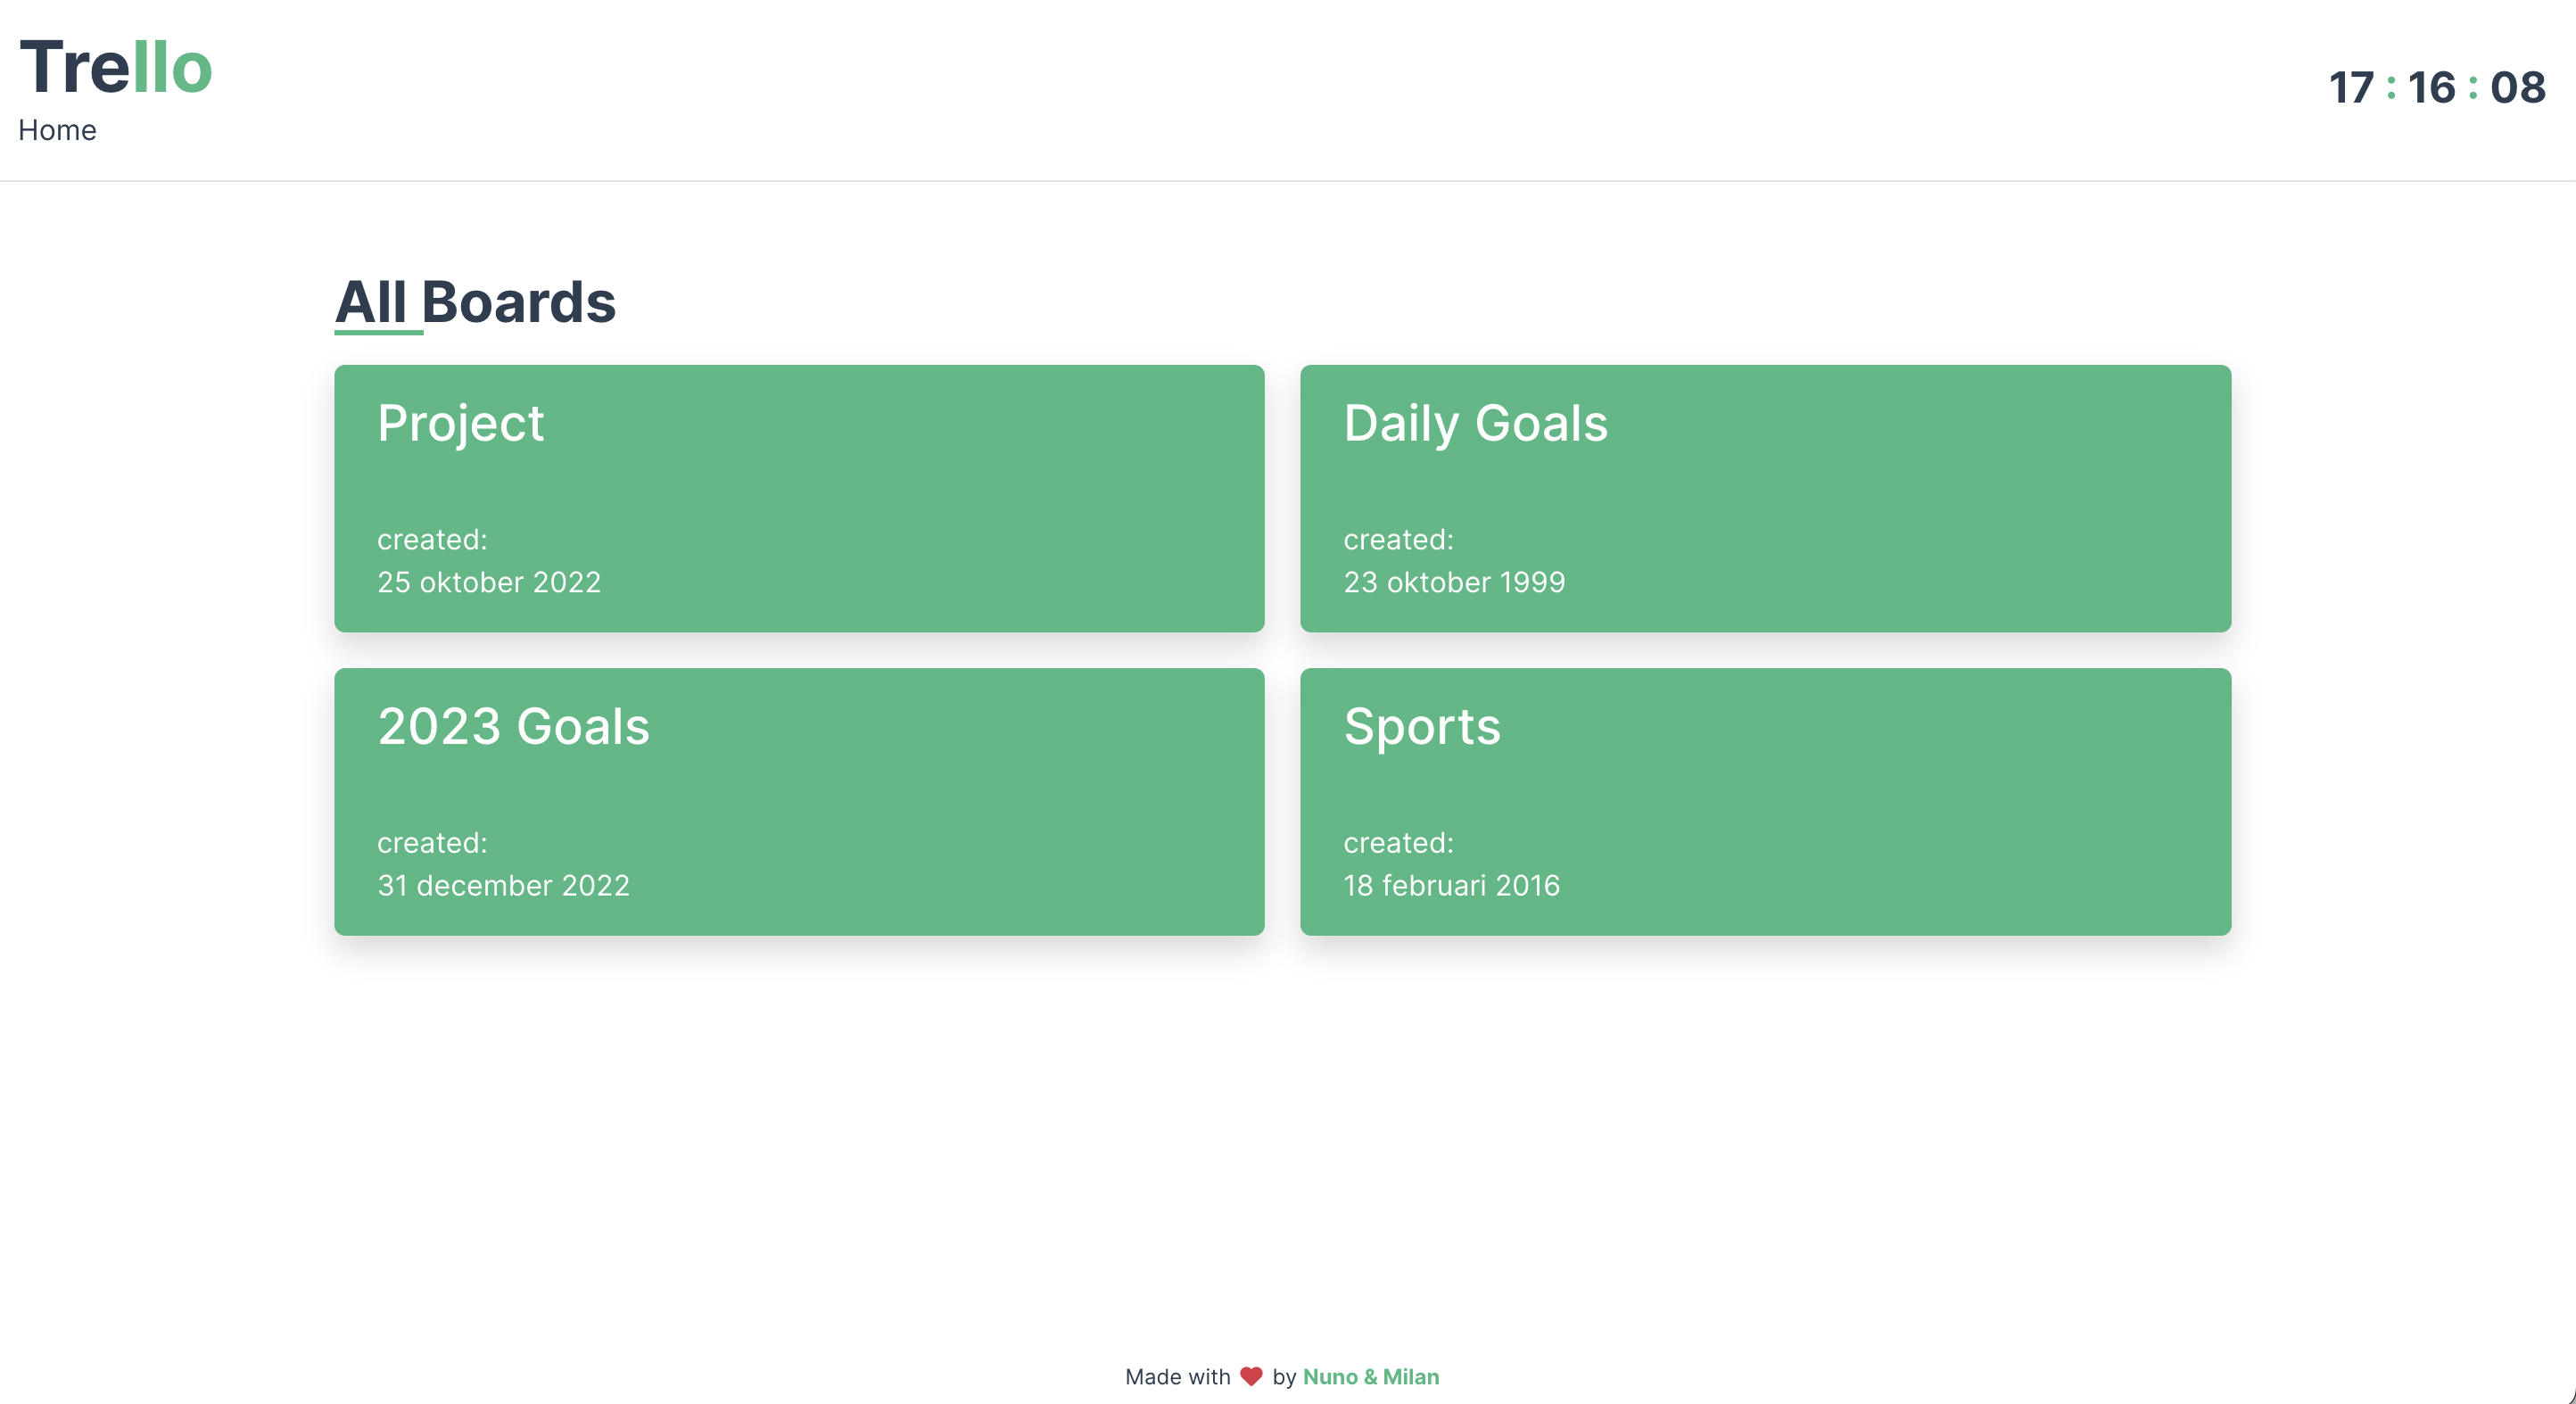 Trello
Home
17 : 16 : 08
All Boards
Project
created:
25 oktober 2022
Daily Goals
created:
23 oktober 1999
2023 Goals
created:
31 december 2022
Sports
created:
18 februari 2016
Made with ❤ by Nuno & Milan